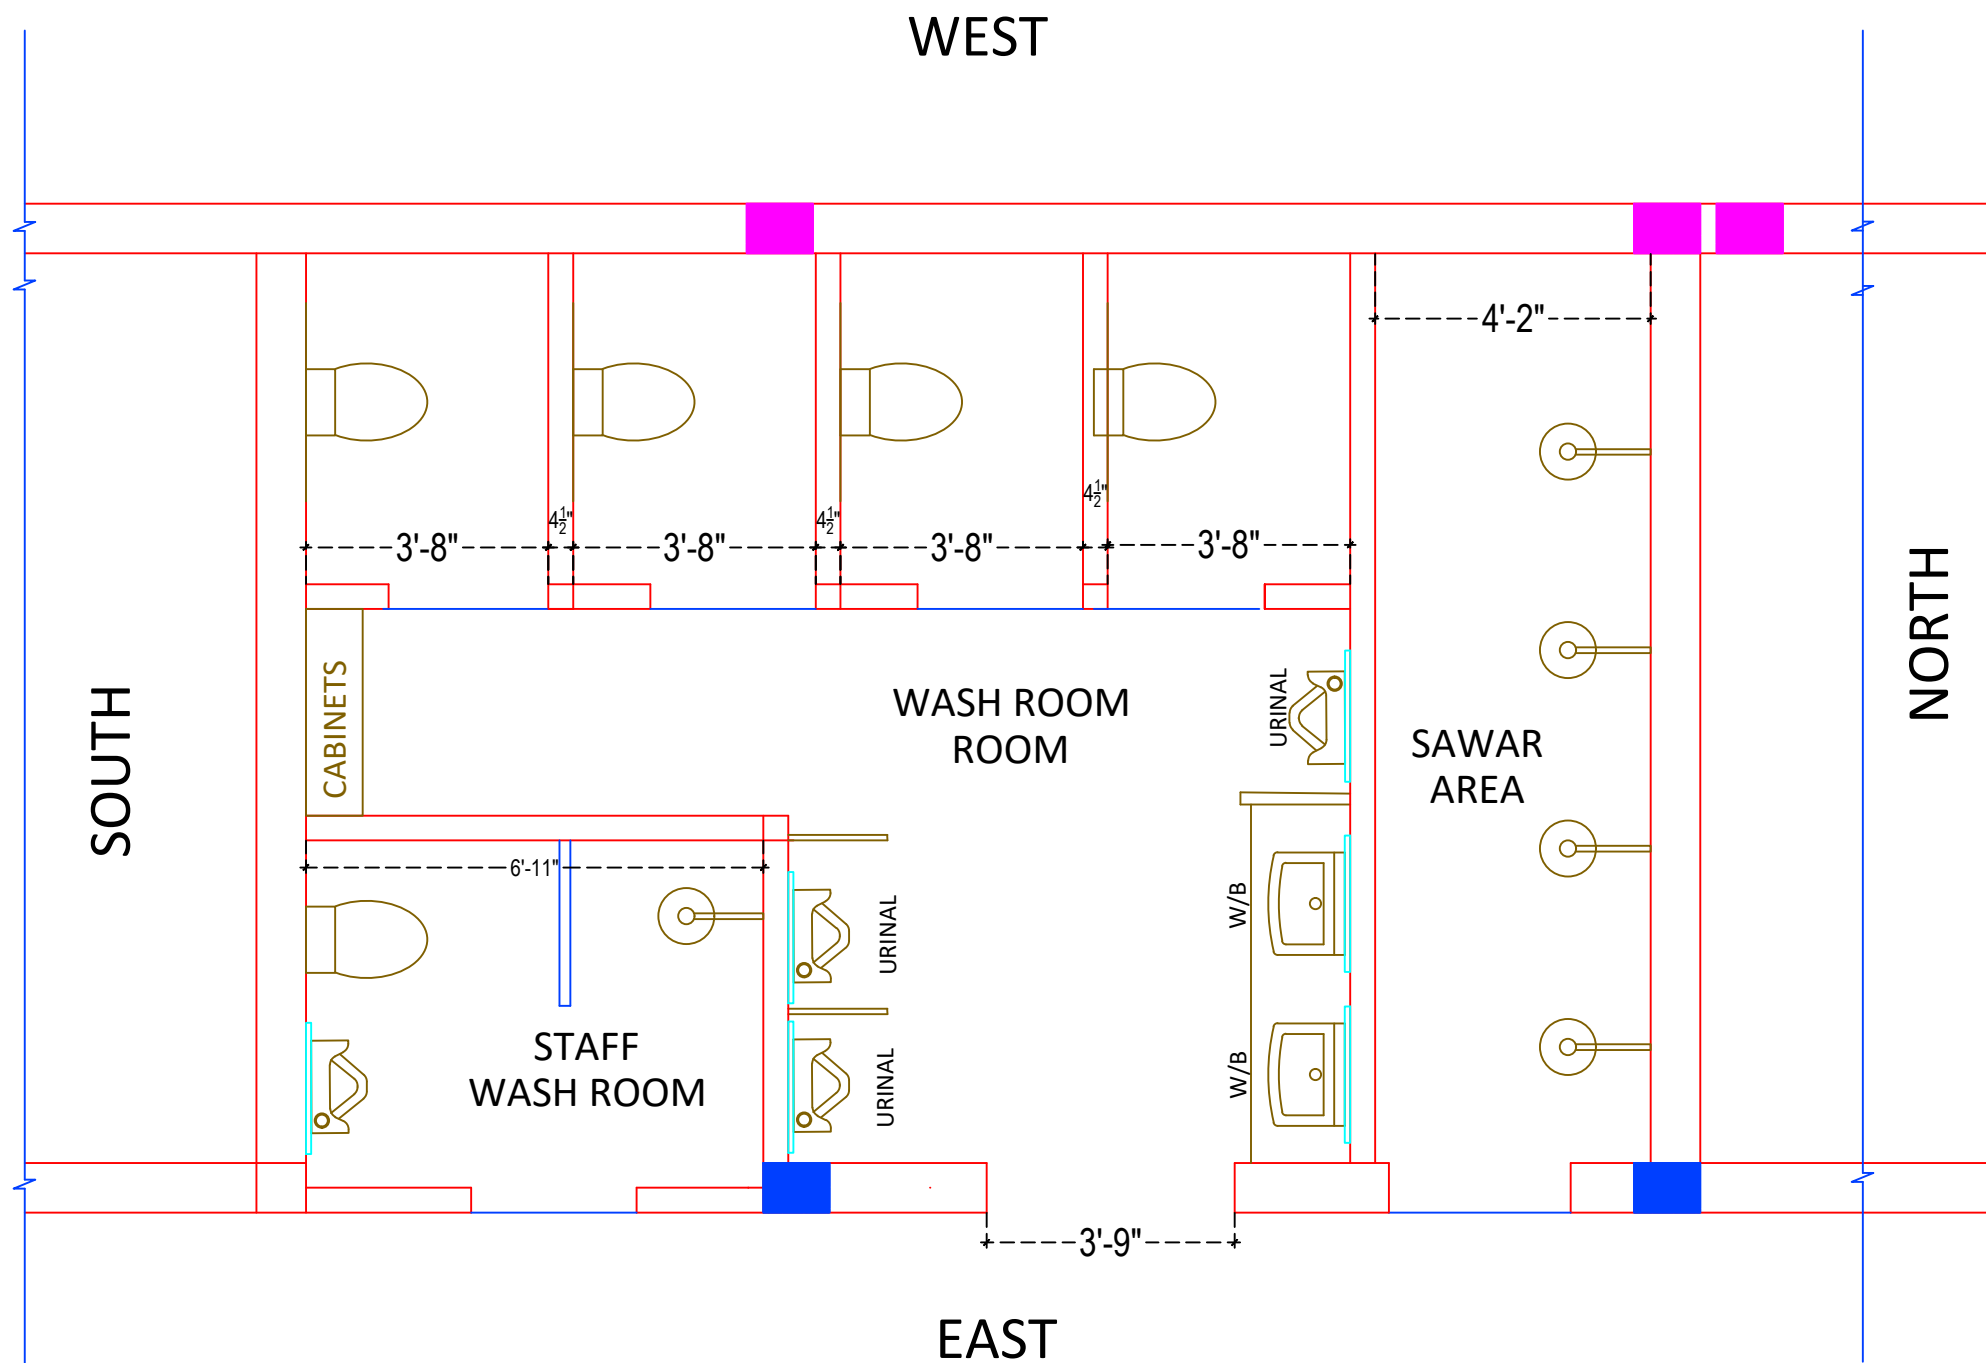 WEST
4'-2"
4½"
4½"
4½"
3'-8"
3'-8"
3'-8"
3'-8"
SOUTH
NORTH
CABINETS
WASH ROOM
ROOM
URINAL
SAWAR
AREA
6'-11"
W/B
URINAL
STAFF
WASH ROOM
URINAL
W/B
3'-9"
EAST